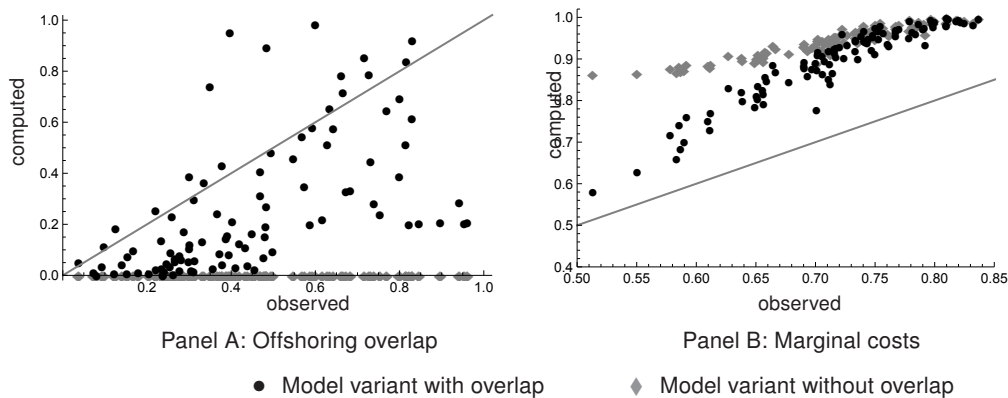 1.0
0.8
0.6
0.4
0.2
0.0
computed
0.2 0.4 0.6 0.8 1.0
observed
Panel A: Offshoring overlap
1.0
0.9
0.8
0.7
0.6
0.5
0.4
computed
0.50 0.55 0.60 0.65 0.70 0.75 0.80 0.85
observed
Panel B: Marginal costs
Model variant with overlap
Model variant without overlap